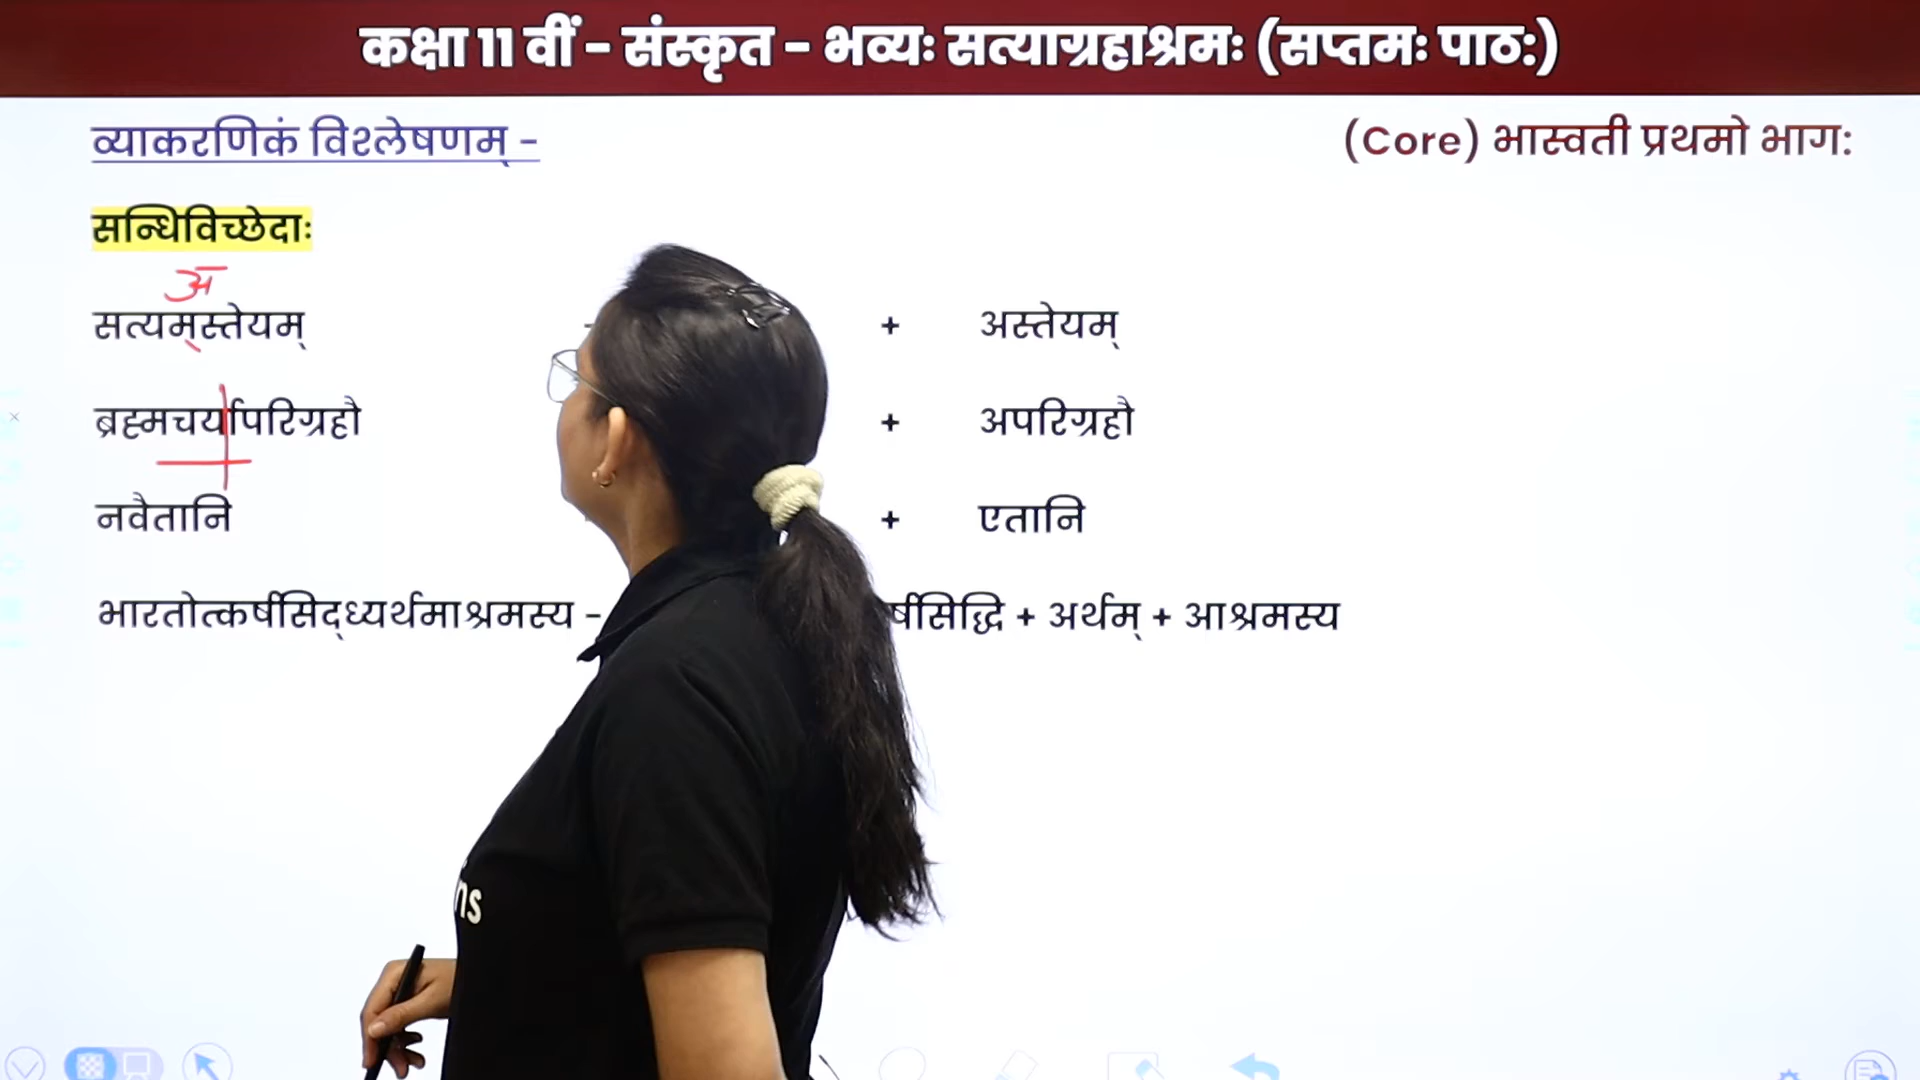 कक्षा 11 वीं - संस्कृत - भव्यः सत्याग्रहाश्रमः (सप्तमः पाठः)
व्याकरणिकं विश्लेषणम् -
(Core) भास्वती प्रथमो भागः
सन्धिविच्छेदाः
अ
सत्यम्स्तेयम् - + अस्तेयम्
ब्रह्मचर्यापरिग्रहौ + अपरिग्रहौ
नवैतानि + एतानि
भारतोत्कर्षसिद्ध्यर्थमाश्रमस्य - र्षसिद्धि + अर्थम् + आश्रमस्य